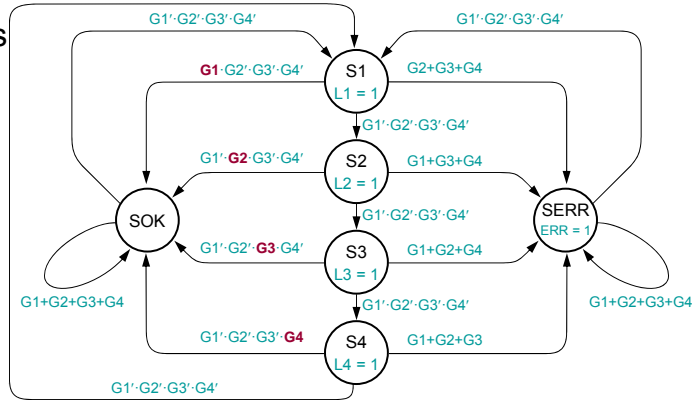 G1′·G2′·G3′·G4′ G1′·G2′·G3′·G4′
s
G1·G2′·G3′·G4′ S1 G2+G3+G4
L1 = 1
G1′·G2′·G3′·G4′
G1′·G2·G3′·G4′ S2 G1+G3+G4
L2 = 1
SOK G1′·G2′·G3′·G4′ SERR
ERR = 1
G1′·G2′·G3·G4′ S3 G1+G2+G4
L3 = 1
G1+G2+G3+G4 G1′·G2′·G3′·G4′ G1+G2+G3+G4
G1′·G2′·G3′·G4 S4 G1+G2+G3
L4 = 1
G1′·G2′·G3′·G4′